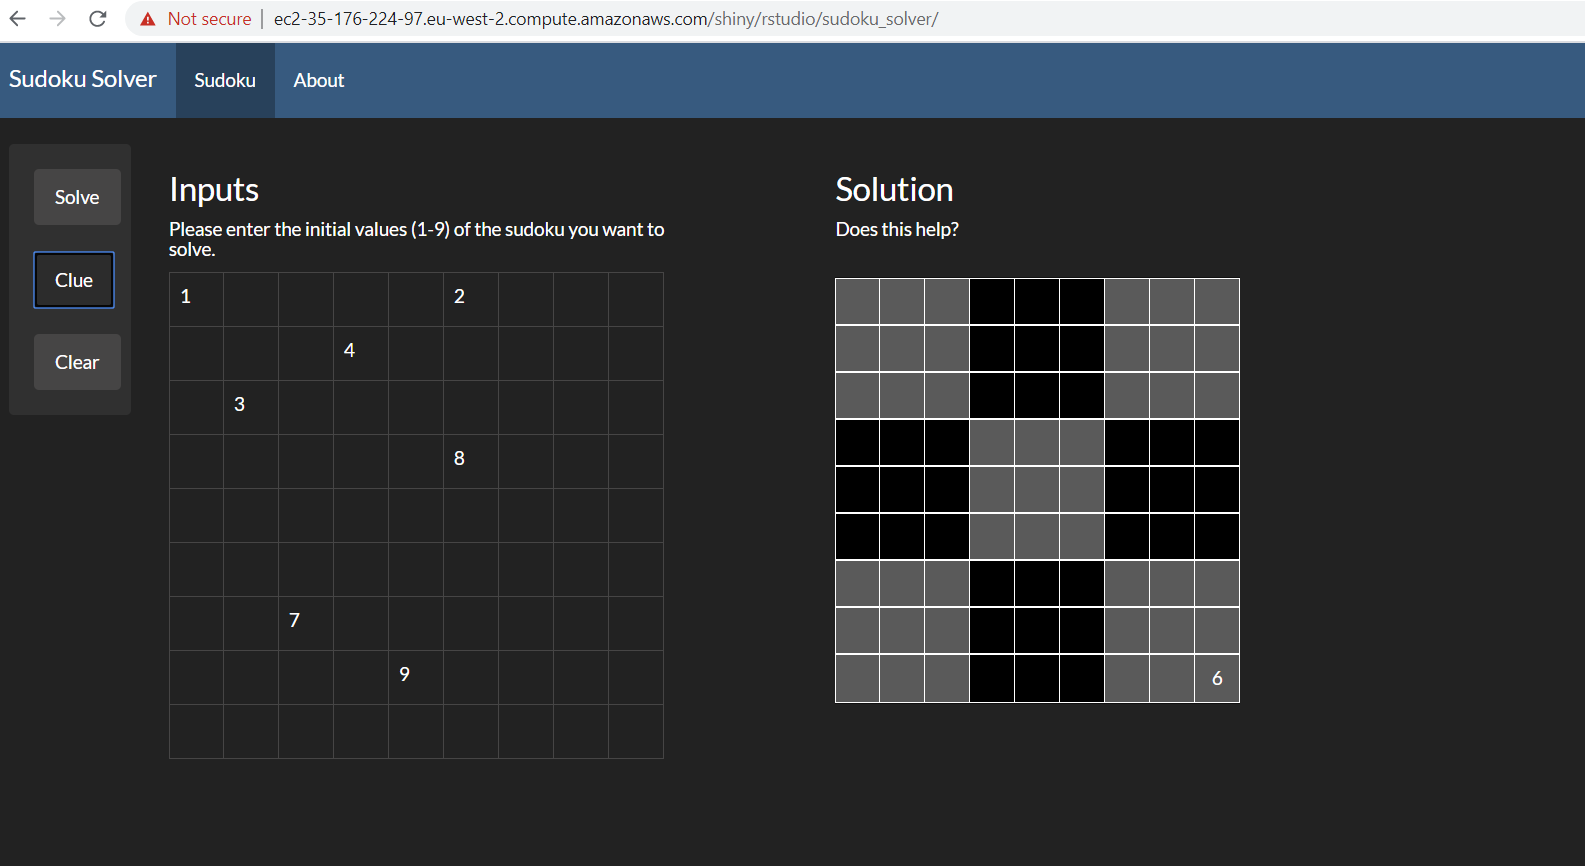 Not secure | ec2-35-176-224-97.eu-west-2.compute.amazonaws.com/shiny/rstudio/sudoku_solver/
Sudoku Solver Sudoku About
Solve
Clue
Clear
Inputs
Please enter the initial values (1-9) of the sudoku you want to
solve.
1 2
4
3
8
7
9
Solution
Does this help?
6